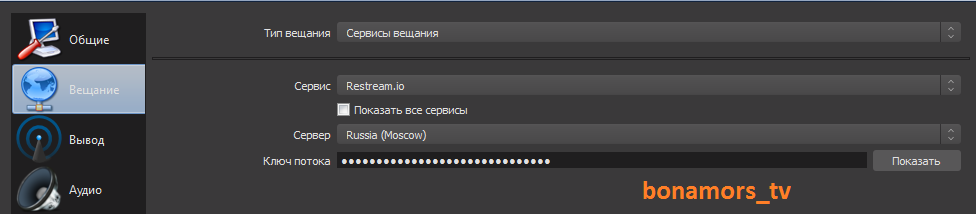 Общие
Вещание
Вывод
Аудио
Тип вещания Сервисы вещания
Сервис Restream.io
Показать все сервисы
Сервер Russia (Moscow)
Ключ потока ●●●●●●●●●●●●●●●●●●●●●●●●●●●●●● Показать
bonamors_tv